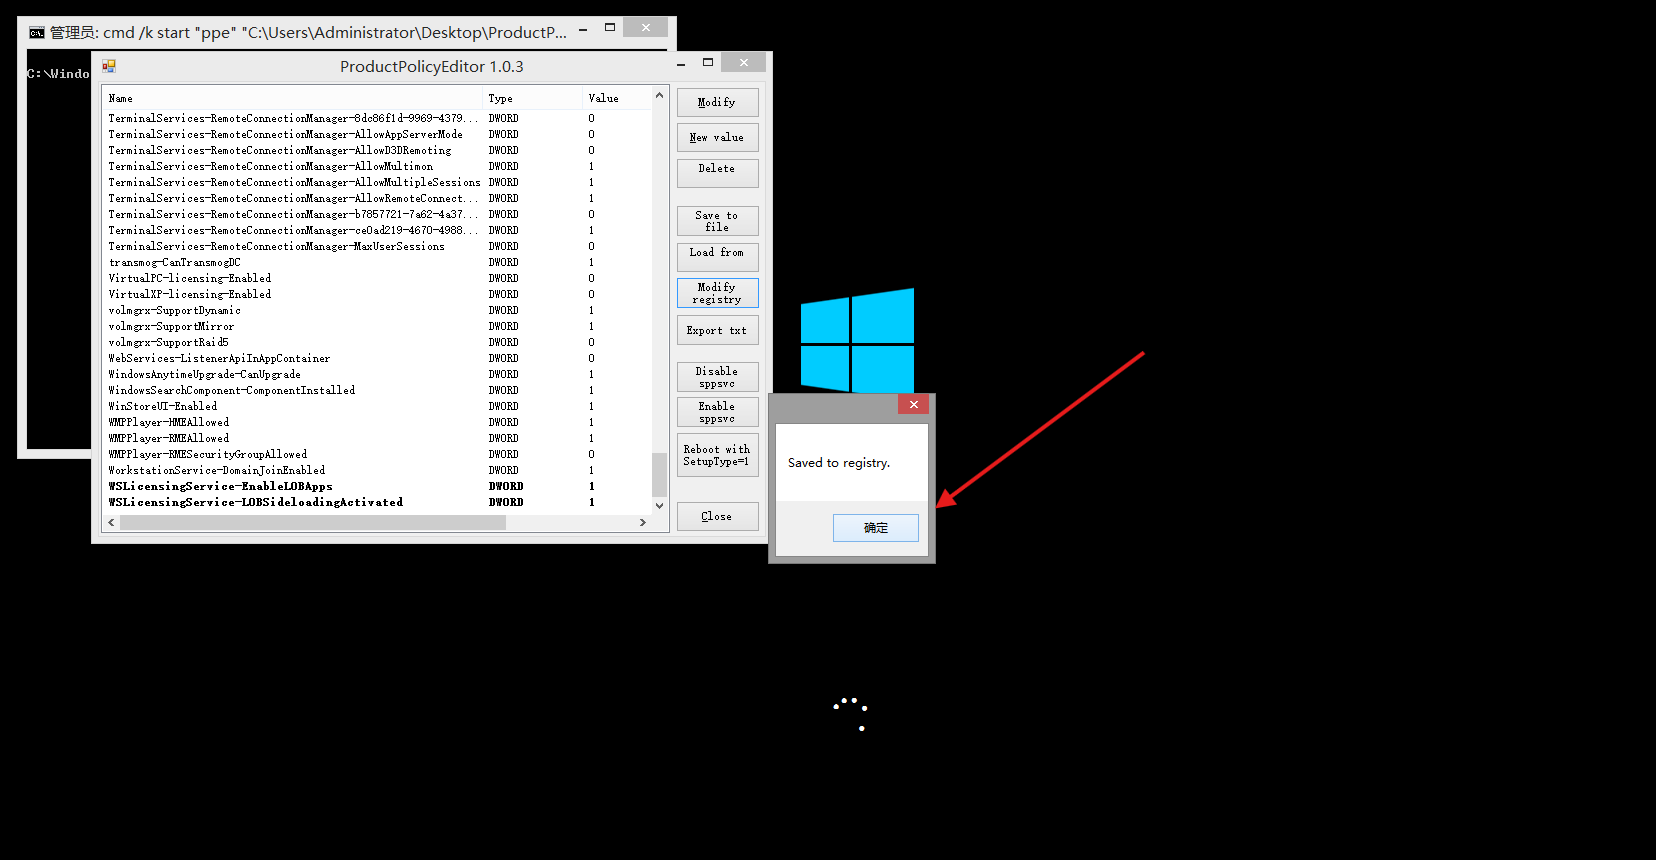 管理员: cmd /k start "ppe" "C:\Users\Administrator\Desktop\ProductP...
C:\Windo
ProductPolicyEditor 1.0.3
Name Type Value
TerminalServices-RemoteConnectionManager-8dc86f1d-9969-4379... DWORD 0
TerminalServices-RemoteConnectionManager-AllowAppServerMode DWORD 0
TerminalServices-RemoteConnectionManager-AllowD3DRemoting DWORD 0
TerminalServices-RemoteConnectionManager-AllowMultimon DWORD 1
TerminalServices-RemoteConnectionManager-AllowMultipleSessions DWORD 1
TerminalServices-RemoteConnectionManager-AllowRemoteConnect... DWORD 1
TerminalServices-RemoteConnectionManager-b7857721-7a62-4a37... DWORD 0
TerminalServices-RemoteConnectionManager-ce0ad219-4670-4988... DWORD 1
TerminalServices-RemoteConnectionManager-MaxUserSessions DWORD 0
transmog-CanTransmogDC DWORD 1
VirtualPC-licensing-Enabled DWORD 0
VirtualXP-licensing-Enabled DWORD 0
volmgrx-SupportDynamic DWORD 1
volmgrx-SupportMirror DWORD 1
volmgrx-SupportRaid5 DWORD 0
WebServices-ListenerApiInAppContainer DWORD 0
WindowsAnytimeUpgrade-CanUpgrade DWORD 1
WindowsSearchComponent-ComponentInstalled DWORD 1
WinStoreUI-Enabled DWORD 1
WMPPlayer-HMEAllowed DWORD 1
WMPPlayer-RMEAllowed DWORD 1
WMPPlayer-RMESecurityGroupAllowed DWORD 0
WorkstationService-DomainJoinEnabled DWORD 1
WSLicensingService-EnableLOBApps DWORD 1
WSLicensingService-LOBSideloadingActivated DWORD 1
Modify
New value
Delete
Save to
file
Load from
Modify
registry
Export txt
Disable
sppsvc
Enable
sppsvc
Reboot with
SetupType=1
Close
Saved to registry.
确定